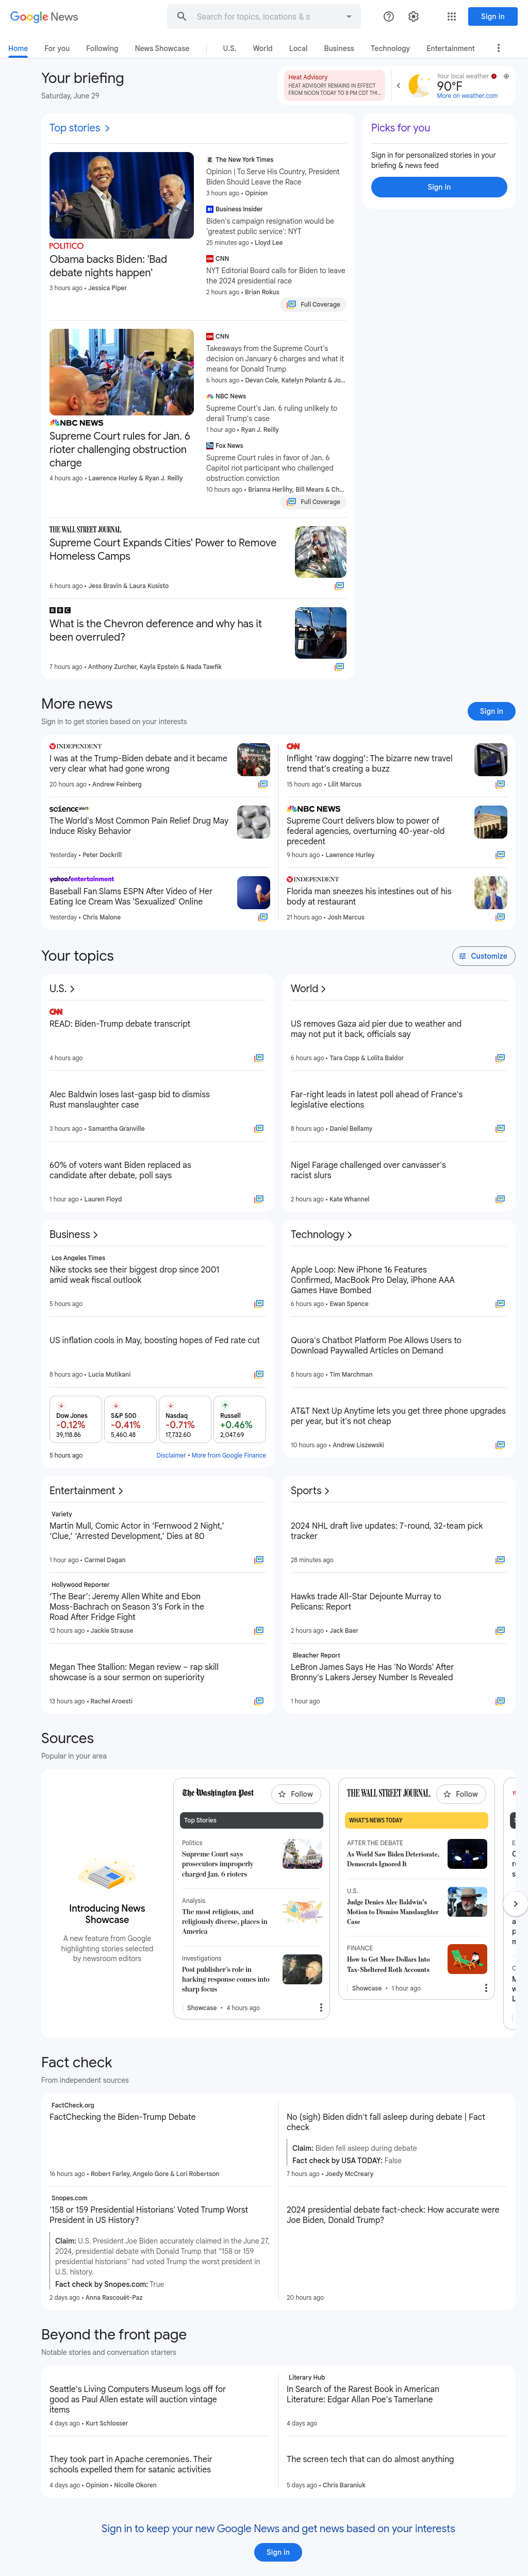 Google News
Search for topics, locations & s
Sign in
Home
For you
Following
News Showcase
U.S.
World
Local
Business
Technology
Entertainment
Your briefing
Saturday, June 29
Heat Advisory
HEAT ADVISORY REMAINS IN EFFECT
FROM NOON TODAY TO 8 PM CDT THI...
Your local weather
90°F
More on weather.com
Top stories
POLITICO
Obama backs Biden: 'Bad
debate nights happen'
3 hours ago • Jessica Piper
The New York Times
Opinion | To Serve His Country, President
Biden Should Leave the Race
3 hours ago • Opinion
Business Insider
Biden's campaign resignation would be
'greatest public service': NYT
25 minutes ago • Lloyd Lee
CNN
NYT Editorial Board calls for Biden to leave
the 2024 presidential race
2 hours ago • Brian Rokus
Full Coverage
NBC NEWS
Supreme Court rules for Jan. 6
rioter challenging obstruction
charge
4 hours ago • Lawrence Hurley & Ryan J. Reilly
CNN
Takeaways from the Supreme Court's
decision on January 6 charges and what it
means for Donald Trump
6 hours ago • Devan Cole, Katelyn Polantz & Jo...
NBC News
Supreme Court's Jan. 6 ruling unlikely to
derail Trump's case
1 hour ago • Ryan J. Reilly
Fox News
Supreme Court rules in favor of Jan. 6
Capitol riot participant who challenged
obstruction conviction
10 hours ago • Brianna Herlihy, Bill Mears & Ch...
Full Coverage
THE WALL STREET JOURNAL.
Supreme Court Expands Cities' Power to Remove
Homeless Camps
6 hours ago • Jess Bravin & Laura Kusisto
BBC
What is the Chevron deference and why has it
been overruled?
7 hours ago • Anthony Zurcher, Kayla Epstein & Nada Tawfik
Picks for you
Sign in for personalized stories in your
briefing & news feed
Sign in
More news
Sign in to get stories based on your interests
Sign in
INDEPENDENT
I was at the Trump-Biden debate and it became
very clear what had gone wrong
20 hours ago • Andrew Feinberg
sciencealert
The World's Most Common Pain Relief Drug May
Induce Risky Behavior
Yesterday • Peter Dockrill
yahoo!entertainment
Baseball Fan Slams ESPN After Video of Her
Eating Ice Cream Was 'Sexualized' Online
Yesterday • Chris Malone
CNN
Inflight 'raw dogging': The bizarre new travel
trend that's creating a buzz
15 hours ago • Lilit Marcus
NBC NEWS
Supreme Court delivers blow to power of
federal agencies, overturning 40-year-old
precedent
9 hours ago • Lawrence Hurley
INDEPENDENT
Florida man sneezes his intestines out of his
body at restaurant
21 hours ago • Josh Marcus
Your topics
Customize
U.S.
CNN
READ: Biden-Trump debate transcript
4 hours ago
Alec Baldwin loses last-gasp bid to dismiss
Rust manslaughter case
3 hours ago • Samantha Granville
60% of voters want Biden replaced as
candidate after debate, poll says
1 hour ago • Lauren Floyd
World
US removes Gaza aid pier due to weather and
may not put it back, officials say
6 hours ago • Tara Copp & Lolita Baldor
Far-right leads in latest poll ahead of France's
legislative elections
8 hours ago • Daniel Bellamy
Nigel Farage challenged over canvasser's
racist slurs
2 hours ago • Kate Whannel
Business
Los Angeles Times
Nike stocks see their biggest drop since 2001
amid weak fiscal outlook
5 hours ago
US inflation cools in May, boosting hopes of Fed rate cut
8 hours ago • Lucia Mutikani
Dow Jones
-0.12%
39,118.86
S&P 500
-0.41%
5,460.48
Nasdaq
-0.71%
17,732.60
Russell
+0.46%
2,047.69
5 hours ago
Disclaimer • More from Google Finance
Technology
Apple Loop: New iPhone 16 Features
Confirmed, MacBook Pro Delay, iPhone AAA
Games Have Bombed
6 hours ago • Ewan Spence
Quora's Chatbot Platform Poe Allows Users to
Download Paywalled Articles on Demand
8 hours ago • Tim Marchman
AT&T Next Up Anytime lets you get three phone upgrades
per year, but it's not cheap
10 hours ago • Andrew Liszewski
Entertainment
Variety
Martin Mull, Comic Actor in 'Fernwood 2 Night,'
'Clue,' 'Arrested Development,' Dies at 80
1 hour ago • Carmel Dagan
Hollywood Reporter
'The Bear': Jeremy Allen White and Ebon
Moss-Bachrach on Season 3's Fork in the
Road After Fridge Fight
12 hours ago • Jackie Strause
Megan Thee Stallion: Megan review – rap skill
showcase is a sour sermon on superiority
13 hours ago • Rachel Aroesti
Sports
2024 NHL draft live updates: 7-round, 32-team pick
tracker
28 minutes ago
Hawks trade All-Star Dejounte Murray to
Pelicans: Report
2 hours ago • Jack Baer
Bleacher Report
LeBron James Says He Has 'No Words' After
Bronny's Lakers Jersey Number Is Revealed
1 hour ago
Sources
Popular in your area
Introducing News
Showcase
A new feature from Google
highlighting stories selected
by newsroom editors
The Washington Post
Follow
Top Stories
Politics
Supreme Court says
prosecutors improperly
charged Jan. 6 rioters
Analysis
The most religious, and
religiously diverse, places in
America
Investigations
Post publisher's role in
hacking response comes into
sharp focus
Showcase • 4 hours ago
THE WALL STREET JOURNAL.
Follow
WHAT'S NEWS TODAY
AFTER THE DEBATE
As World Saw Biden Deteriorate,
Democrats Ignored It
U.S.
Judge Denies Alec Baldwin's
Motion to Dismiss Manslaughter
Case
FINANCE
How to Get More Dollars Into
Tax-Sheltered Roth Accounts
Showcase • 1 hour ago
Fact check
From independent sources
FactCheck.org
FactChecking the Biden-Trump Debate
16 hours ago • Robert Farley, Angelo Gore & Lori Robertson
No (sigh) Biden didn't fall asleep during debate | Fact
check
Claim: Biden fell asleep during debate
Fact check by USA TODAY: False
7 hours ago • Joedy McCreary
Snopes.com
'158 or 159 Presidential Historians' Voted Trump Worst
President in US History?
Claim: U.S. President Joe Biden accurately claimed in the June 27,
2024, presidential debate with Donald Trump that "158 or 159
presidential historians" had voted Trump the worst president in
U.S. history.
Fact check by Snopes.com: True
2 days ago • Anna Rascouët-Paz
2024 presidential debate fact-check: How accurate were
Joe Biden, Donald Trump?
20 hours ago
Beyond the front page
Notable stories and conversation starters
Seattle's Living Computers Museum logs off for
good as Paul Allen estate will auction vintage
items
4 days ago • Kurt Schlosser
Literary Hub
In Search of the Rarest Book in American
Literature: Edgar Allan Poe's Tamerlane
4 days ago
They took part in Apache ceremonies. Their
schools expelled them for satanic activities
4 days ago • Opinion • Nicolle Okoren
The screen tech that can do almost anything
5 days ago • Chris Baraniuk
Sign in to keep your new Google News and get news based on your interests
Sign in